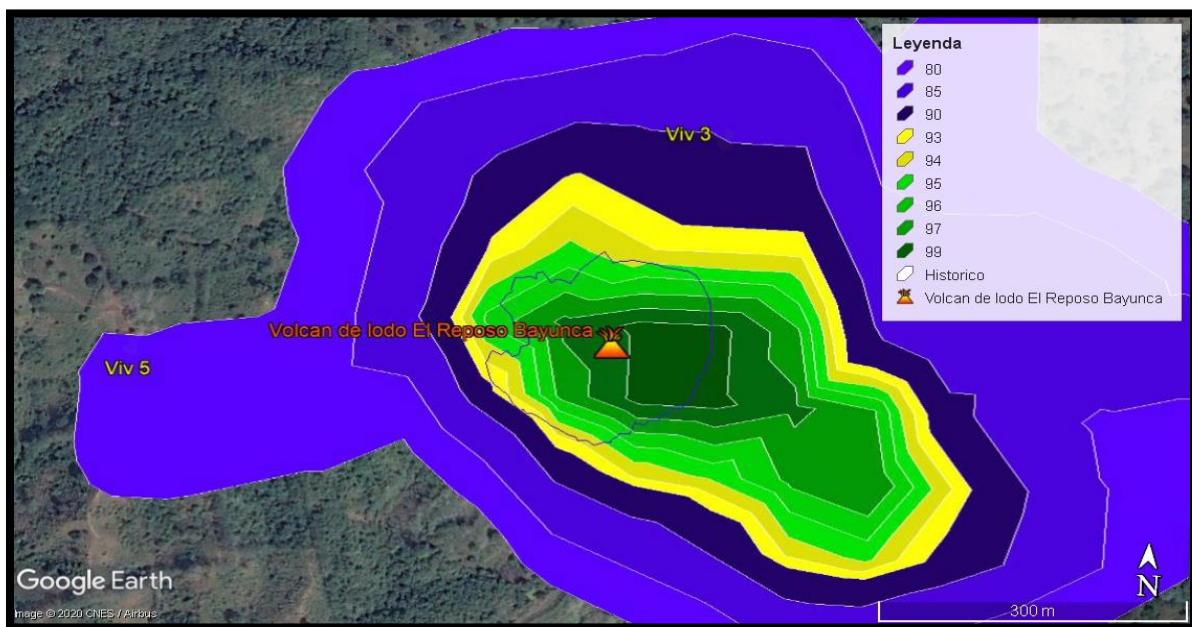 Leyenda
80
85
90
93
94
95
96
97
99
Historico
Volcan de lodo El Reposo Bayunca
Viv 3
Volcan de lodo El Reposo Bayunca
Viv 5
Google Earth
Image © 2020 CNES / Airbus
N
300 m